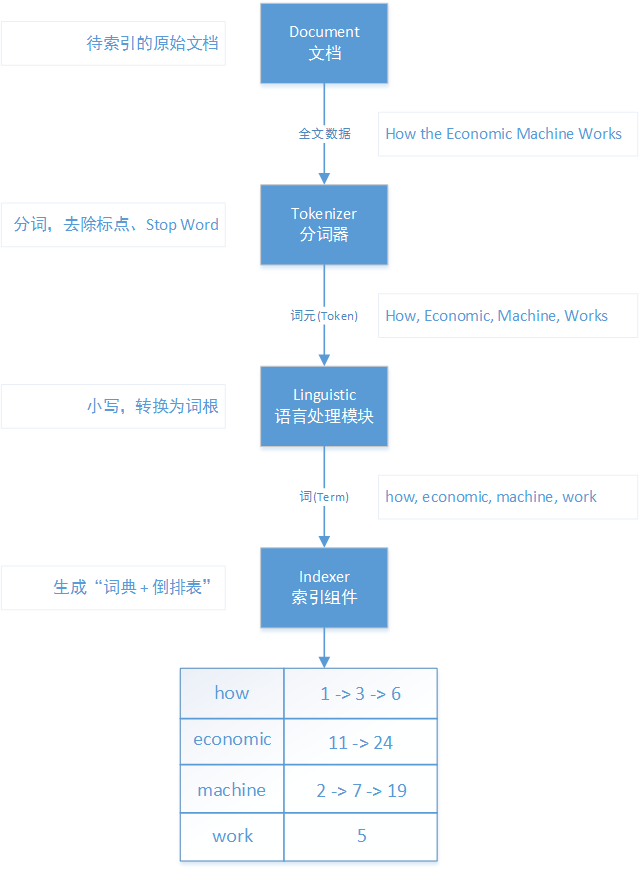 Document
待索引的原始文档
文档
全文数据
How the Economic Machine Works
Tokenizer
分词，去除标点、Stop Word
分词器
词元(Token)
How, Economic, Machine, Works
Linguistic
小写，转换为词根
语言处理模块
词(Term)
how, economic, machine, work
Indexer
生成“词典 + 倒排表”
索引组件
how 1 -> 3 -> 6
economic 11 -> 24
machine 2 -> 7 -> 19
work 5